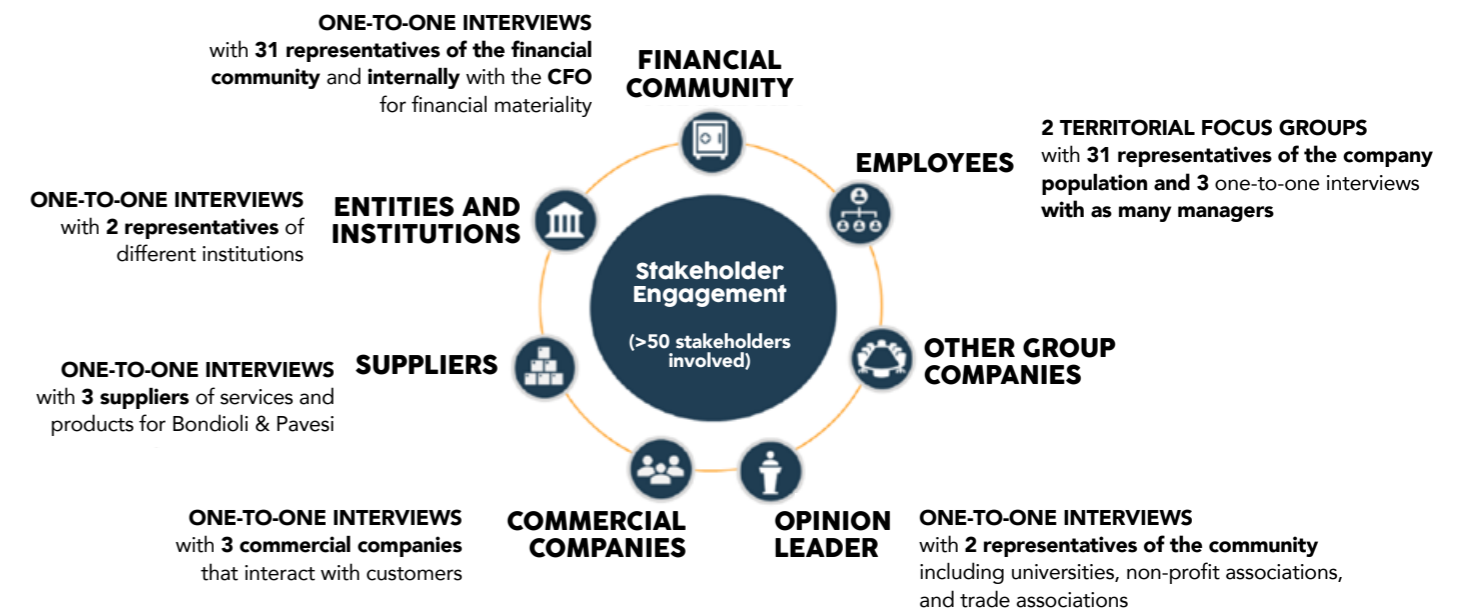 ONE-TO-ONE INTERVIEWS
with 31 representatives of the financial
community and internally with the CFO
for financial materiality
FINANCIAL
COMMUNITY
2 TERRITORIAL FOCUS GROUPS
with 31 representatives of the company
population and 3 one-to-one interviews
with as many managers
EMPLOYEES
ONE-TO-ONE INTERVIEWS
with 2 representatives of
different institutions
ENTITIES AND
INSTITUTIONS
Stakeholder
Engagement
(>50 stakeholders
involved)
OTHER GROUP
COMPANIES
ONE-TO-ONE INTERVIEWS
with 3 suppliers of services and
products for Bondioli & Pavesi
SUPPLIERS
ONE-TO-ONE INTERVIEWS
with 3 commercial companies
that interact with customers
COMMERCIAL
COMPANIES
OPINION
LEADER
ONE-TO-ONE INTERVIEWS
with 2 representatives of the community
including universities, non-profit associations,
and trade associations